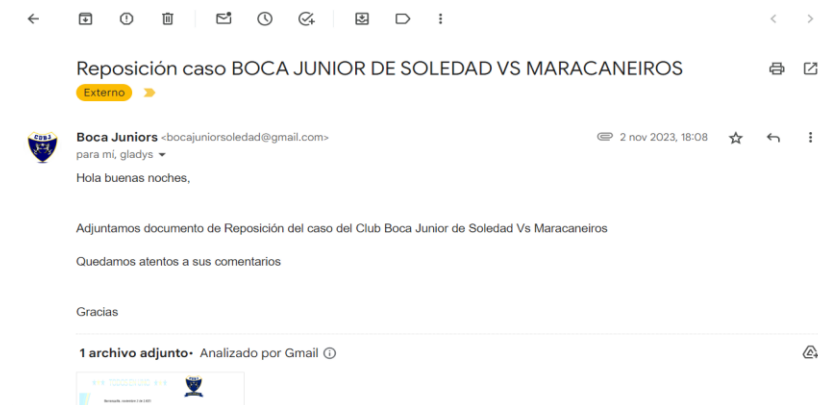 Reposición caso BOCA JUNIOR DE SOLEDAD VS MARACANEIROS
Externo
Boca Juniors <bocajuniorsoledad@gmail.com>
2 nov 2023, 18:08
para mí, gladys
Hola buenas noches,
Adjuntamos documento de Reposición del caso del Club Boca Junior de Soledad Vs Maracaneiros
Quedamos atentos a sus comentarios
Gracias
1 archivo adjunto• Analizado por Gmail